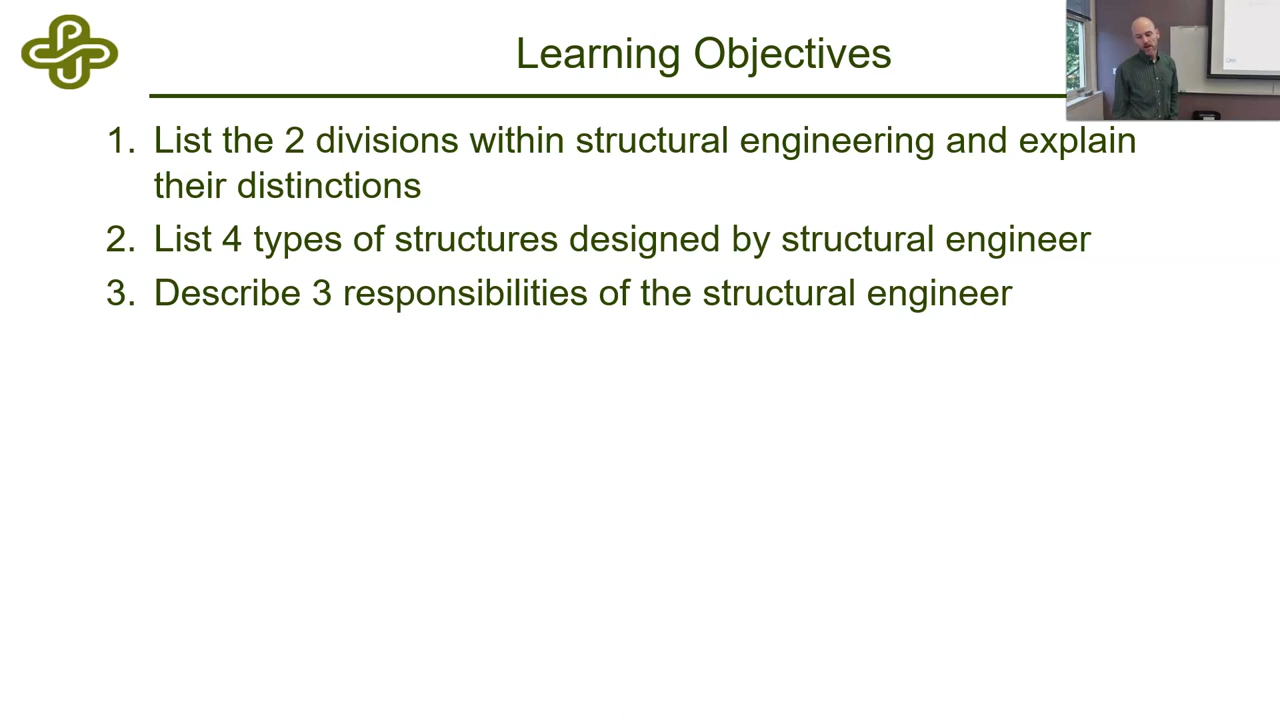 Learning Objectives
1. List the 2 divisions within structural engineering and explain
their distinctions
2. List 4 types of structures designed by structural engineer
3. Describe 3 responsibilities of the structural engineer